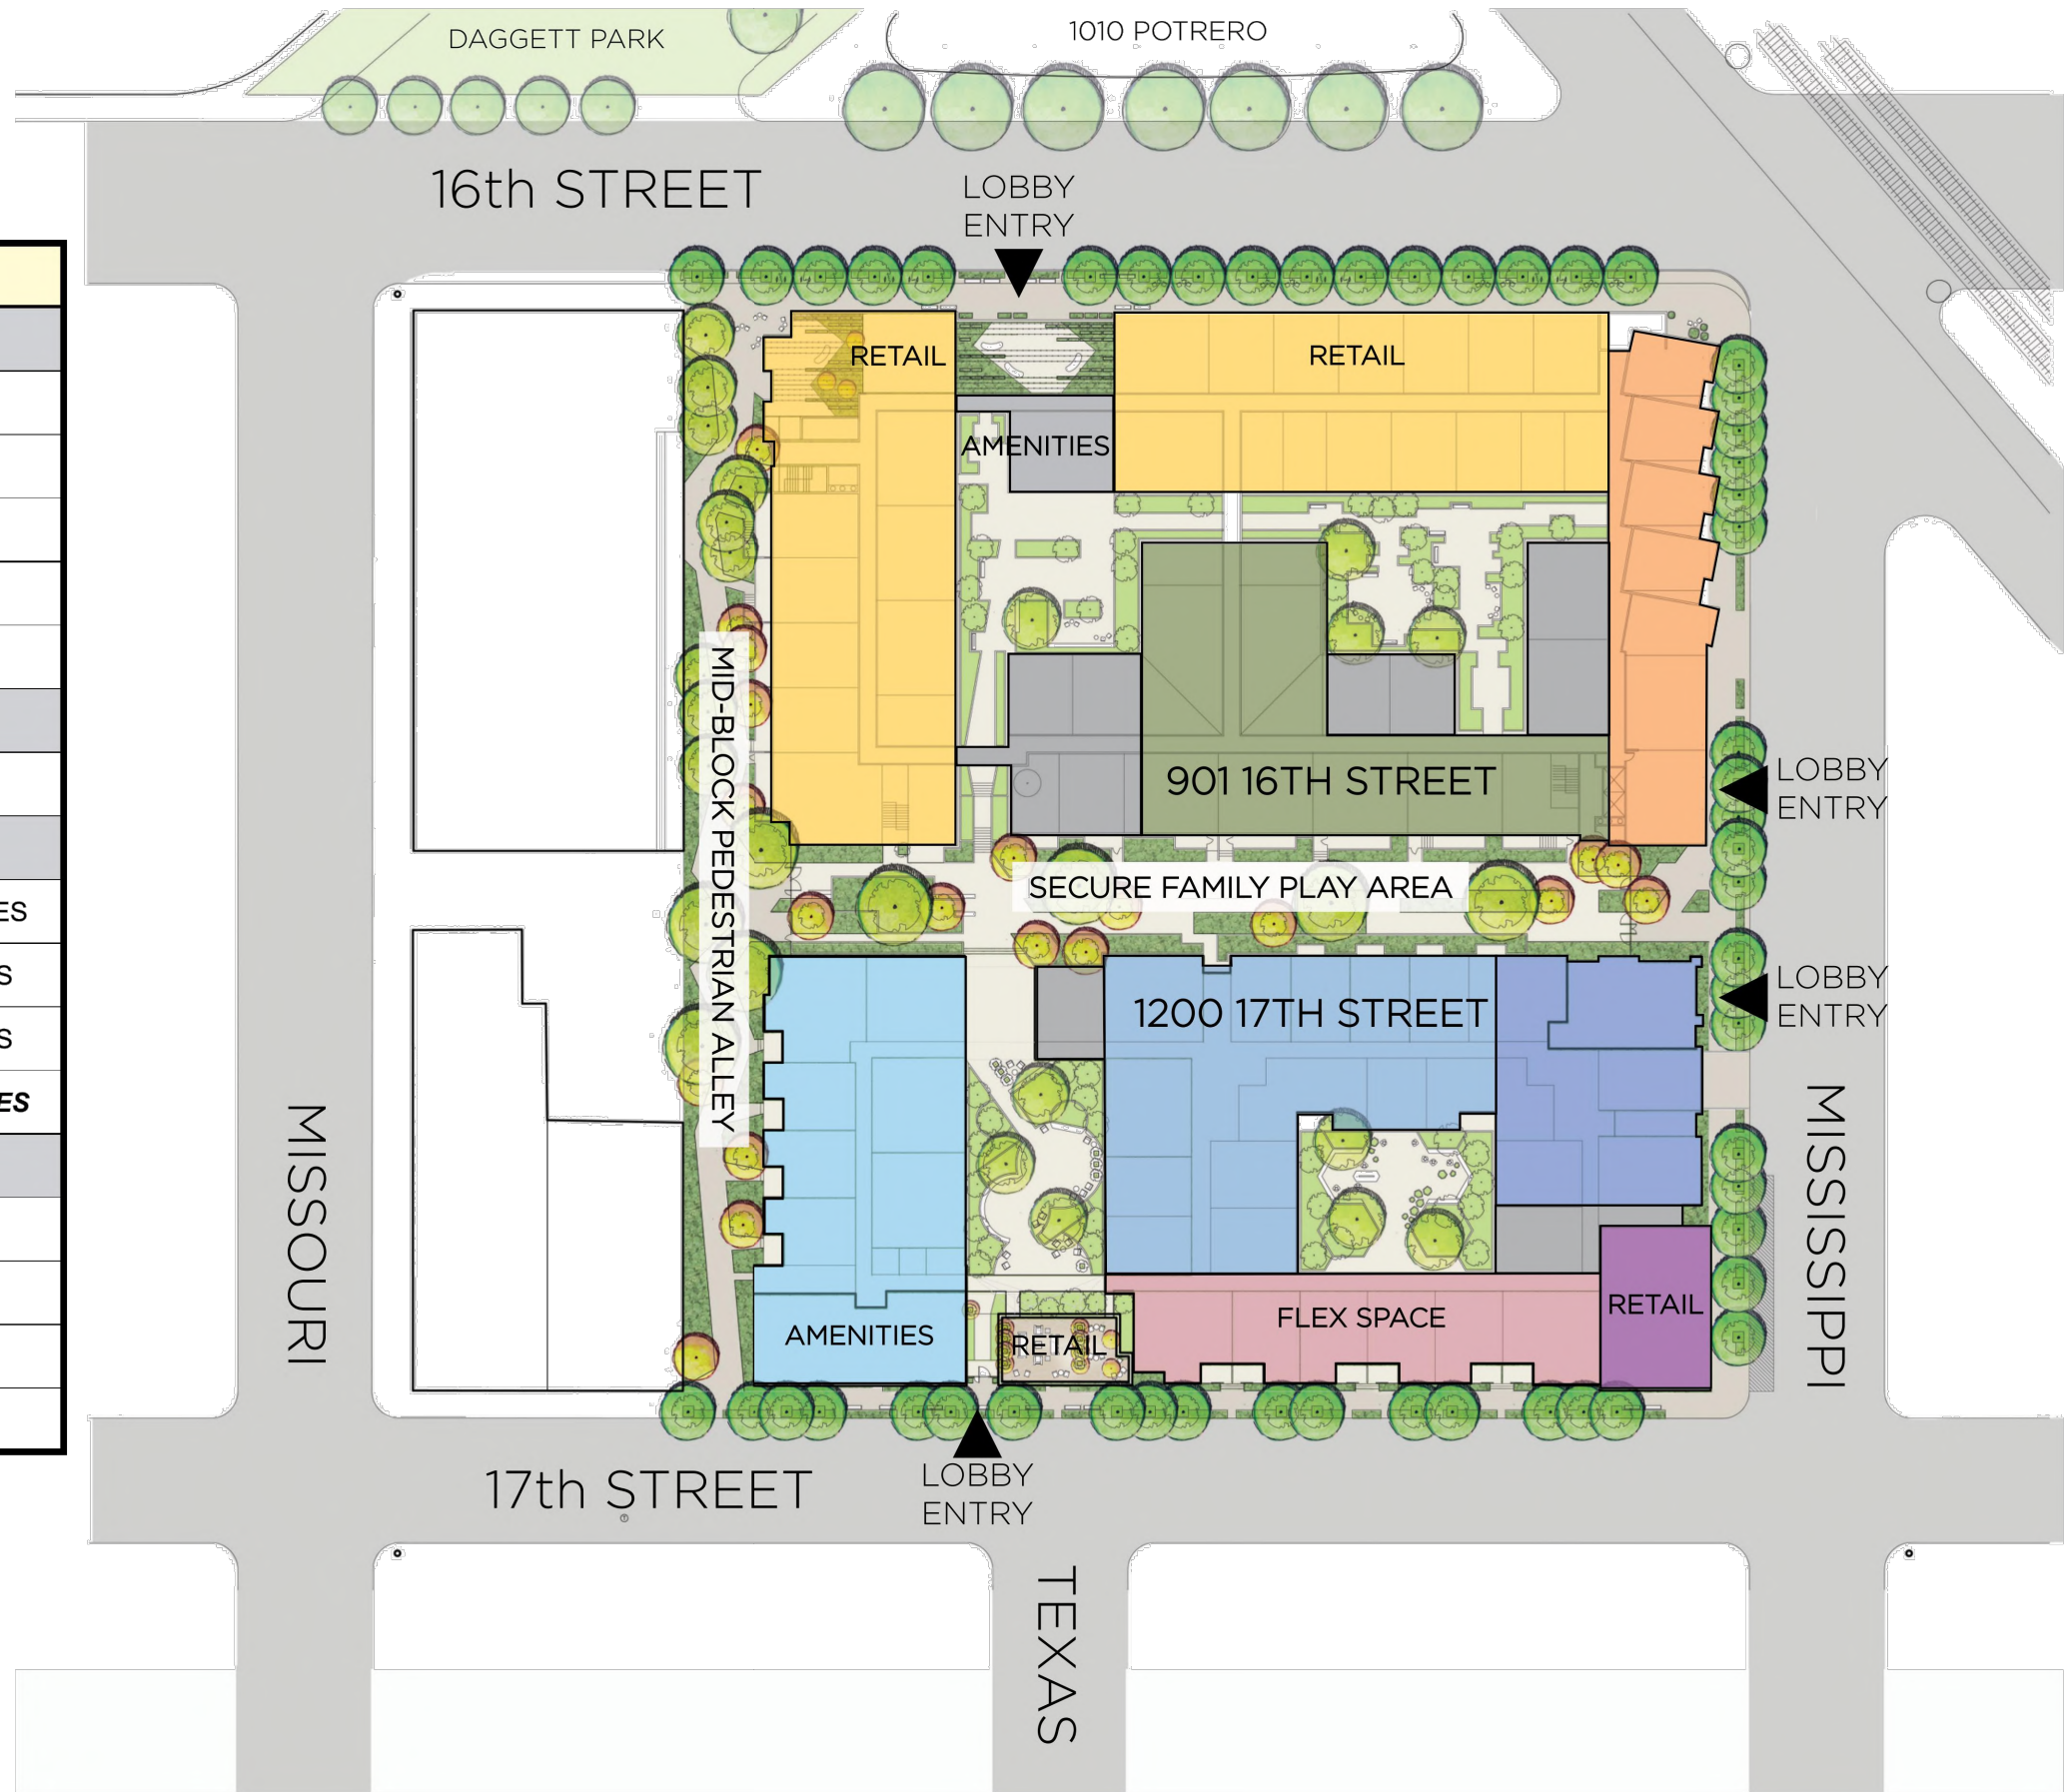 DAGGETT PARK
1010 POTRERO
16th STREET
LOBBY
ENTRY
RETAIL
RETAIL
AMENITIES
MID-BLOCK PEDESTRIAN ALLEY
901 16TH STREET
LOBBY
ENTRY
SECURE FAMILY PLAY AREA
ES
S
S
ES
1200 17TH STREET
LOBBY
ENTRY
MISSOURI
MISSISSIPPI
AMENITIES
RETAIL
FLEX SPACE
RETAIL
17th STREET
LOBBY
ENTRY
TEXAS